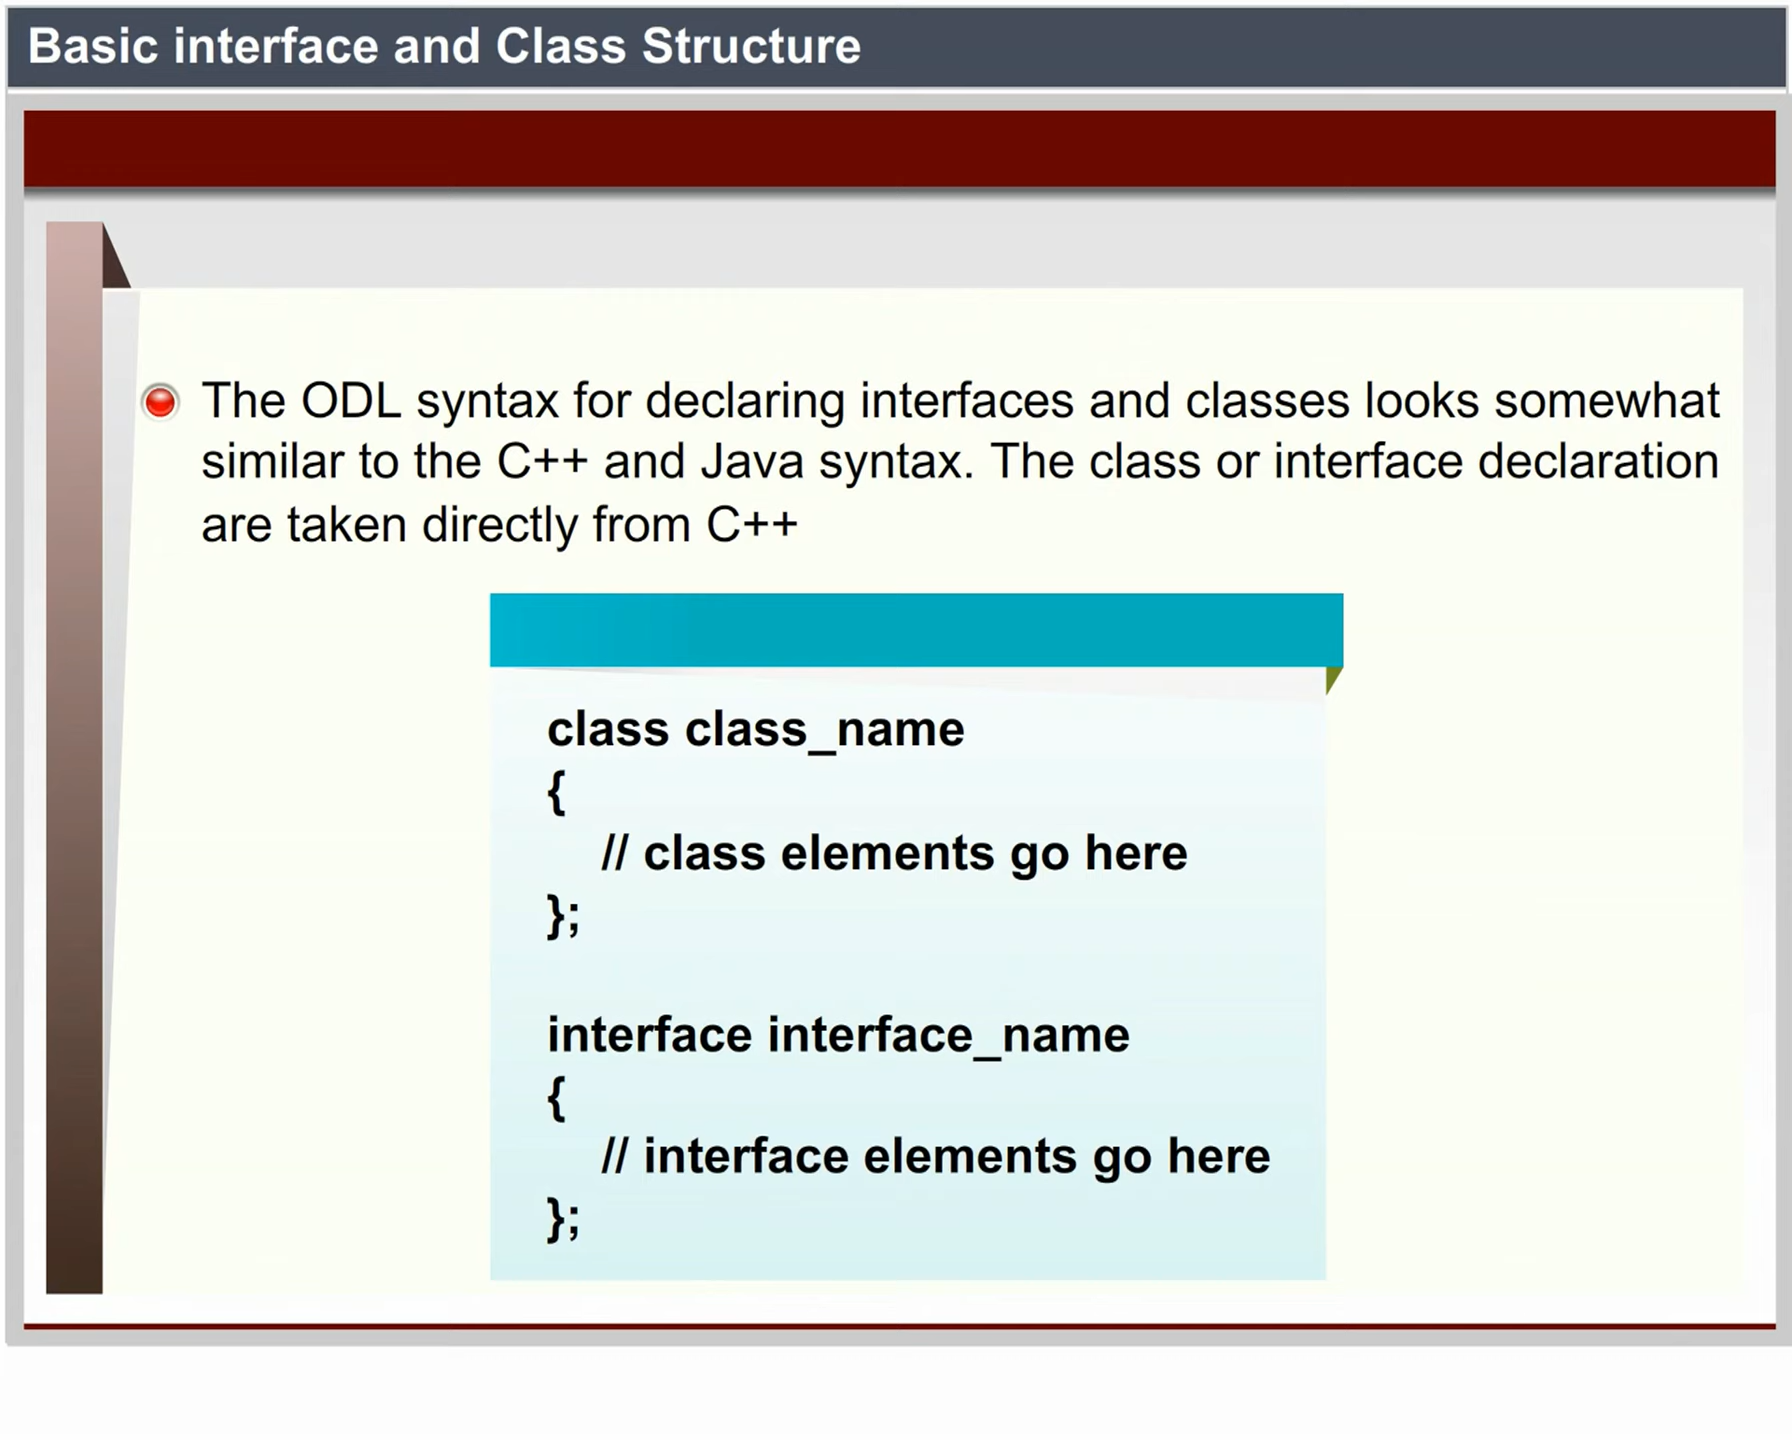 Basic interface and Class Structure
The ODL syntax for declaring interfaces and classes looks somewhat
similar to the C++ and Java syntax. The class or interface declaration
are taken directly from C++
class class_name
{
// class elements go here
};
interface interface_name
{
// interface elements go here
};